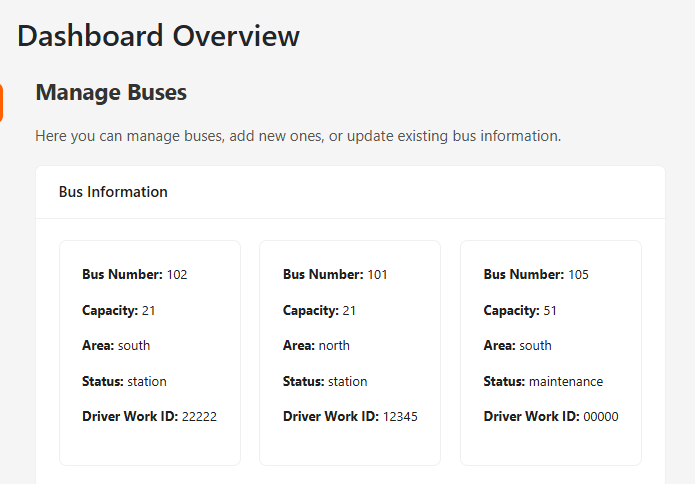 Dashboard Overview
Manage Buses
Here you can manage buses, add new ones, or update existing bus information.
Bus Information
Bus Number: 102
Capacity: 21
Area: south
Status: station
Driver Work ID: 22222
Bus Number: 101
Capacity: 21
Area: north
Status: station
Driver Work ID: 12345
Bus Number: 105
Capacity: 51
Area: south
Status: maintenance
Driver Work ID: 00000